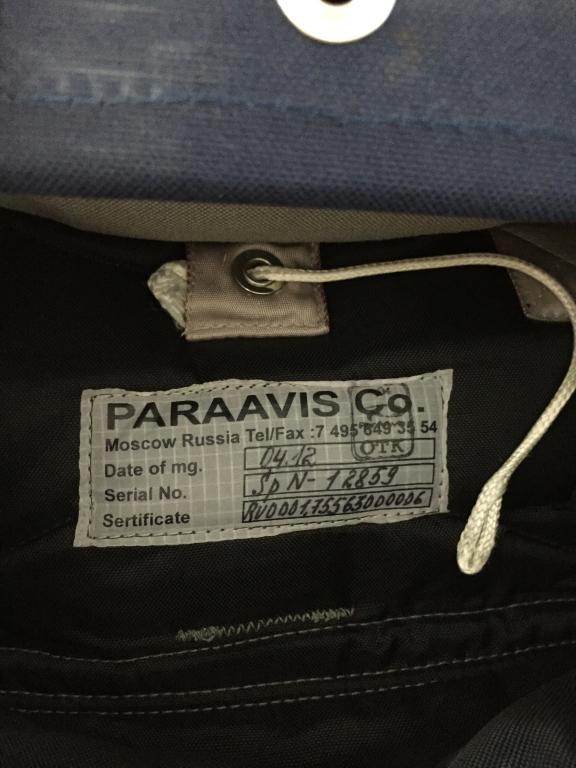 PARAAVIS Co.
Moscow Russia Tel/Fax :7 495 649 35 54
OTK
Date of mg. 04.12
Serial No. Sp N- 12859
Sertificate RU0001,75563000006